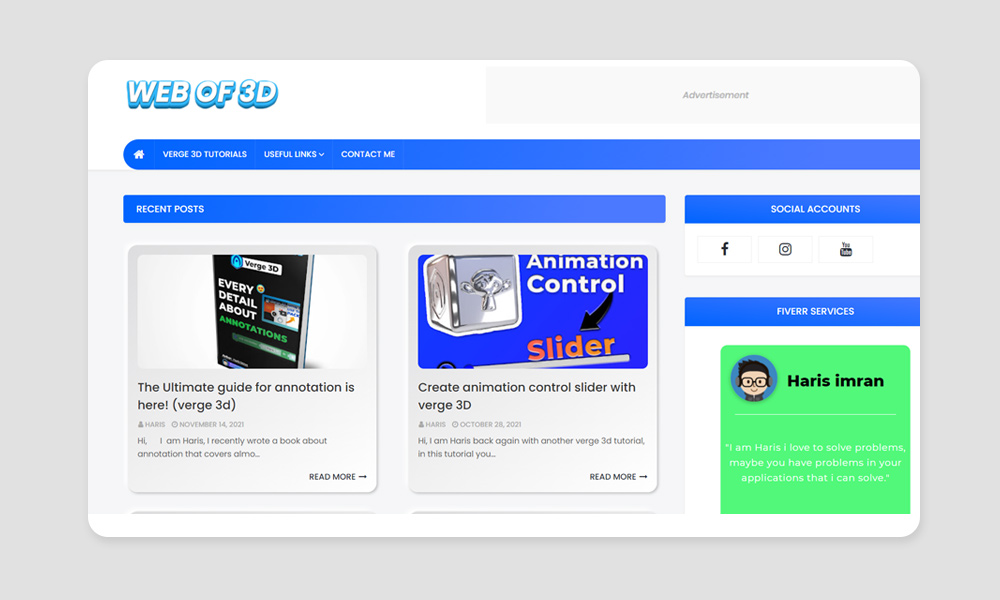 WEB OF 3D
Advertisement
VERGE 3D TUTORIALS USEFUL LINKS CONTACT ME
RECENT POSTS
Verge 3D
EVERY
DETAIL
ABOUT
ANNOTATIONS
The Ultimate guide for annotation is
here! (verge 3d)
HARIS NOVEMBER 14, 2021
Hi, I am Haris, I recently wrote a book about
annotation that covers almo...
READ MORE
Animation
Control
Slider
Create animation control slider with
verge 3D
HARIS OCTOBER 28, 2021
Hi, I am Haris back again with another verge 3d tutorial,
in this tutorial you...
READ MORE
SOCIAL ACCOUNTS
You
Tube
FIVERR SERVICES
Haris imran
"I am Haris i love to solve problems,
maybe you have problems in your
applications that I can solve."